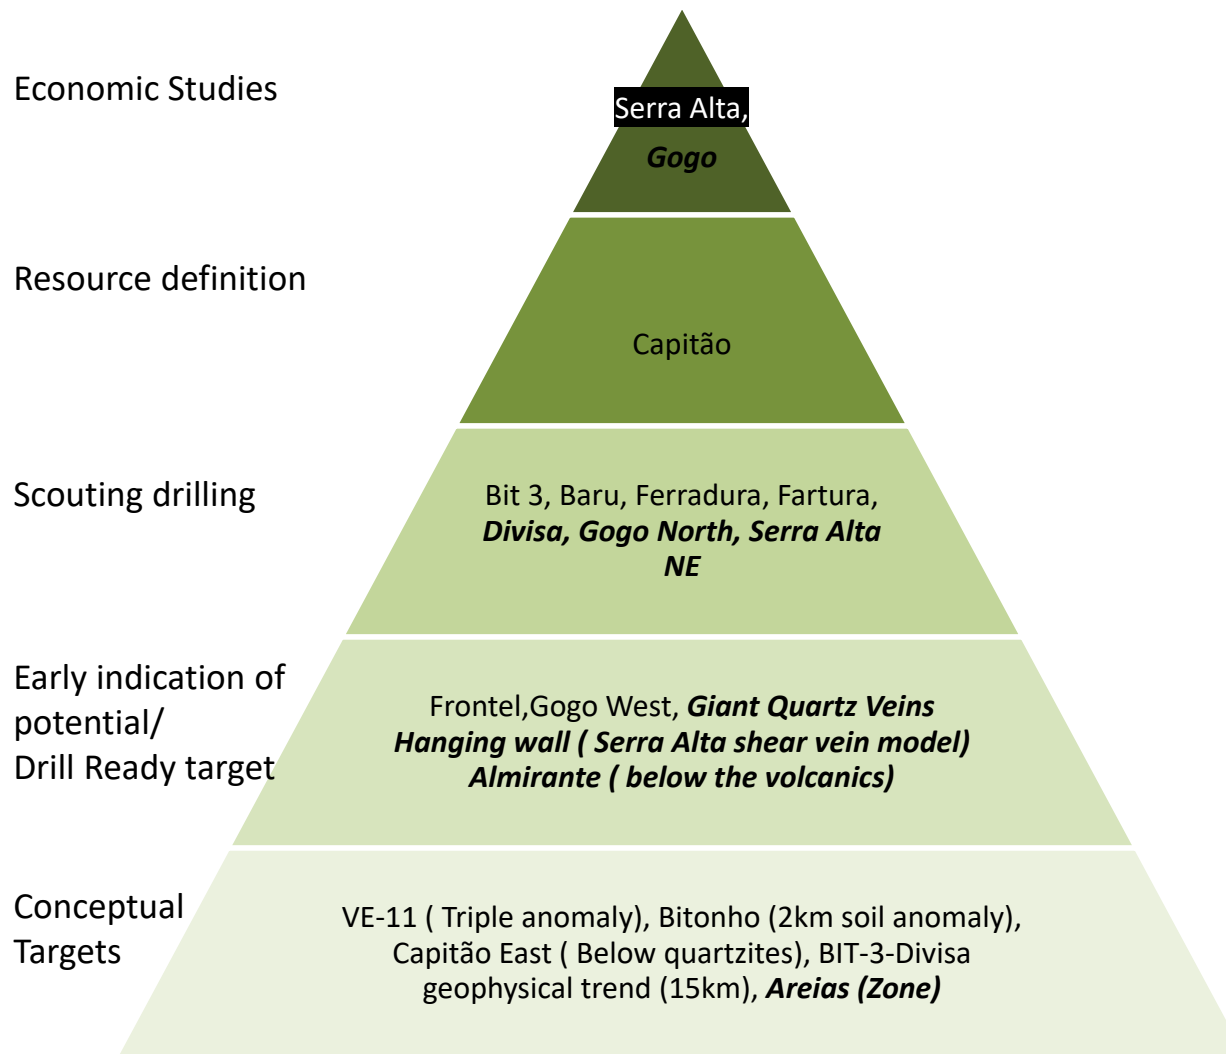 Economic Studies
Serra Alta,
Gogo
Resource definition
Capitão
Scouting drilling
Bit 3, Baru, Ferradura, Fartura,
Divisa, Gogo North, Serra Alta
NE
Early indication of
potential/
Drill Ready target
Frontel,Gogo West, Giant Quartz Veins
Hanging wall ( Serra Alta shear vein model)
Almirante ( below the volcanics)
Conceptual
Targets
VE-11 ( Triple anomaly), Bitonho (2km soil anomaly),
Capitão East ( Below quartzites), BIT-3-Divisa
geophysical trend (15km), Areias (Zone)